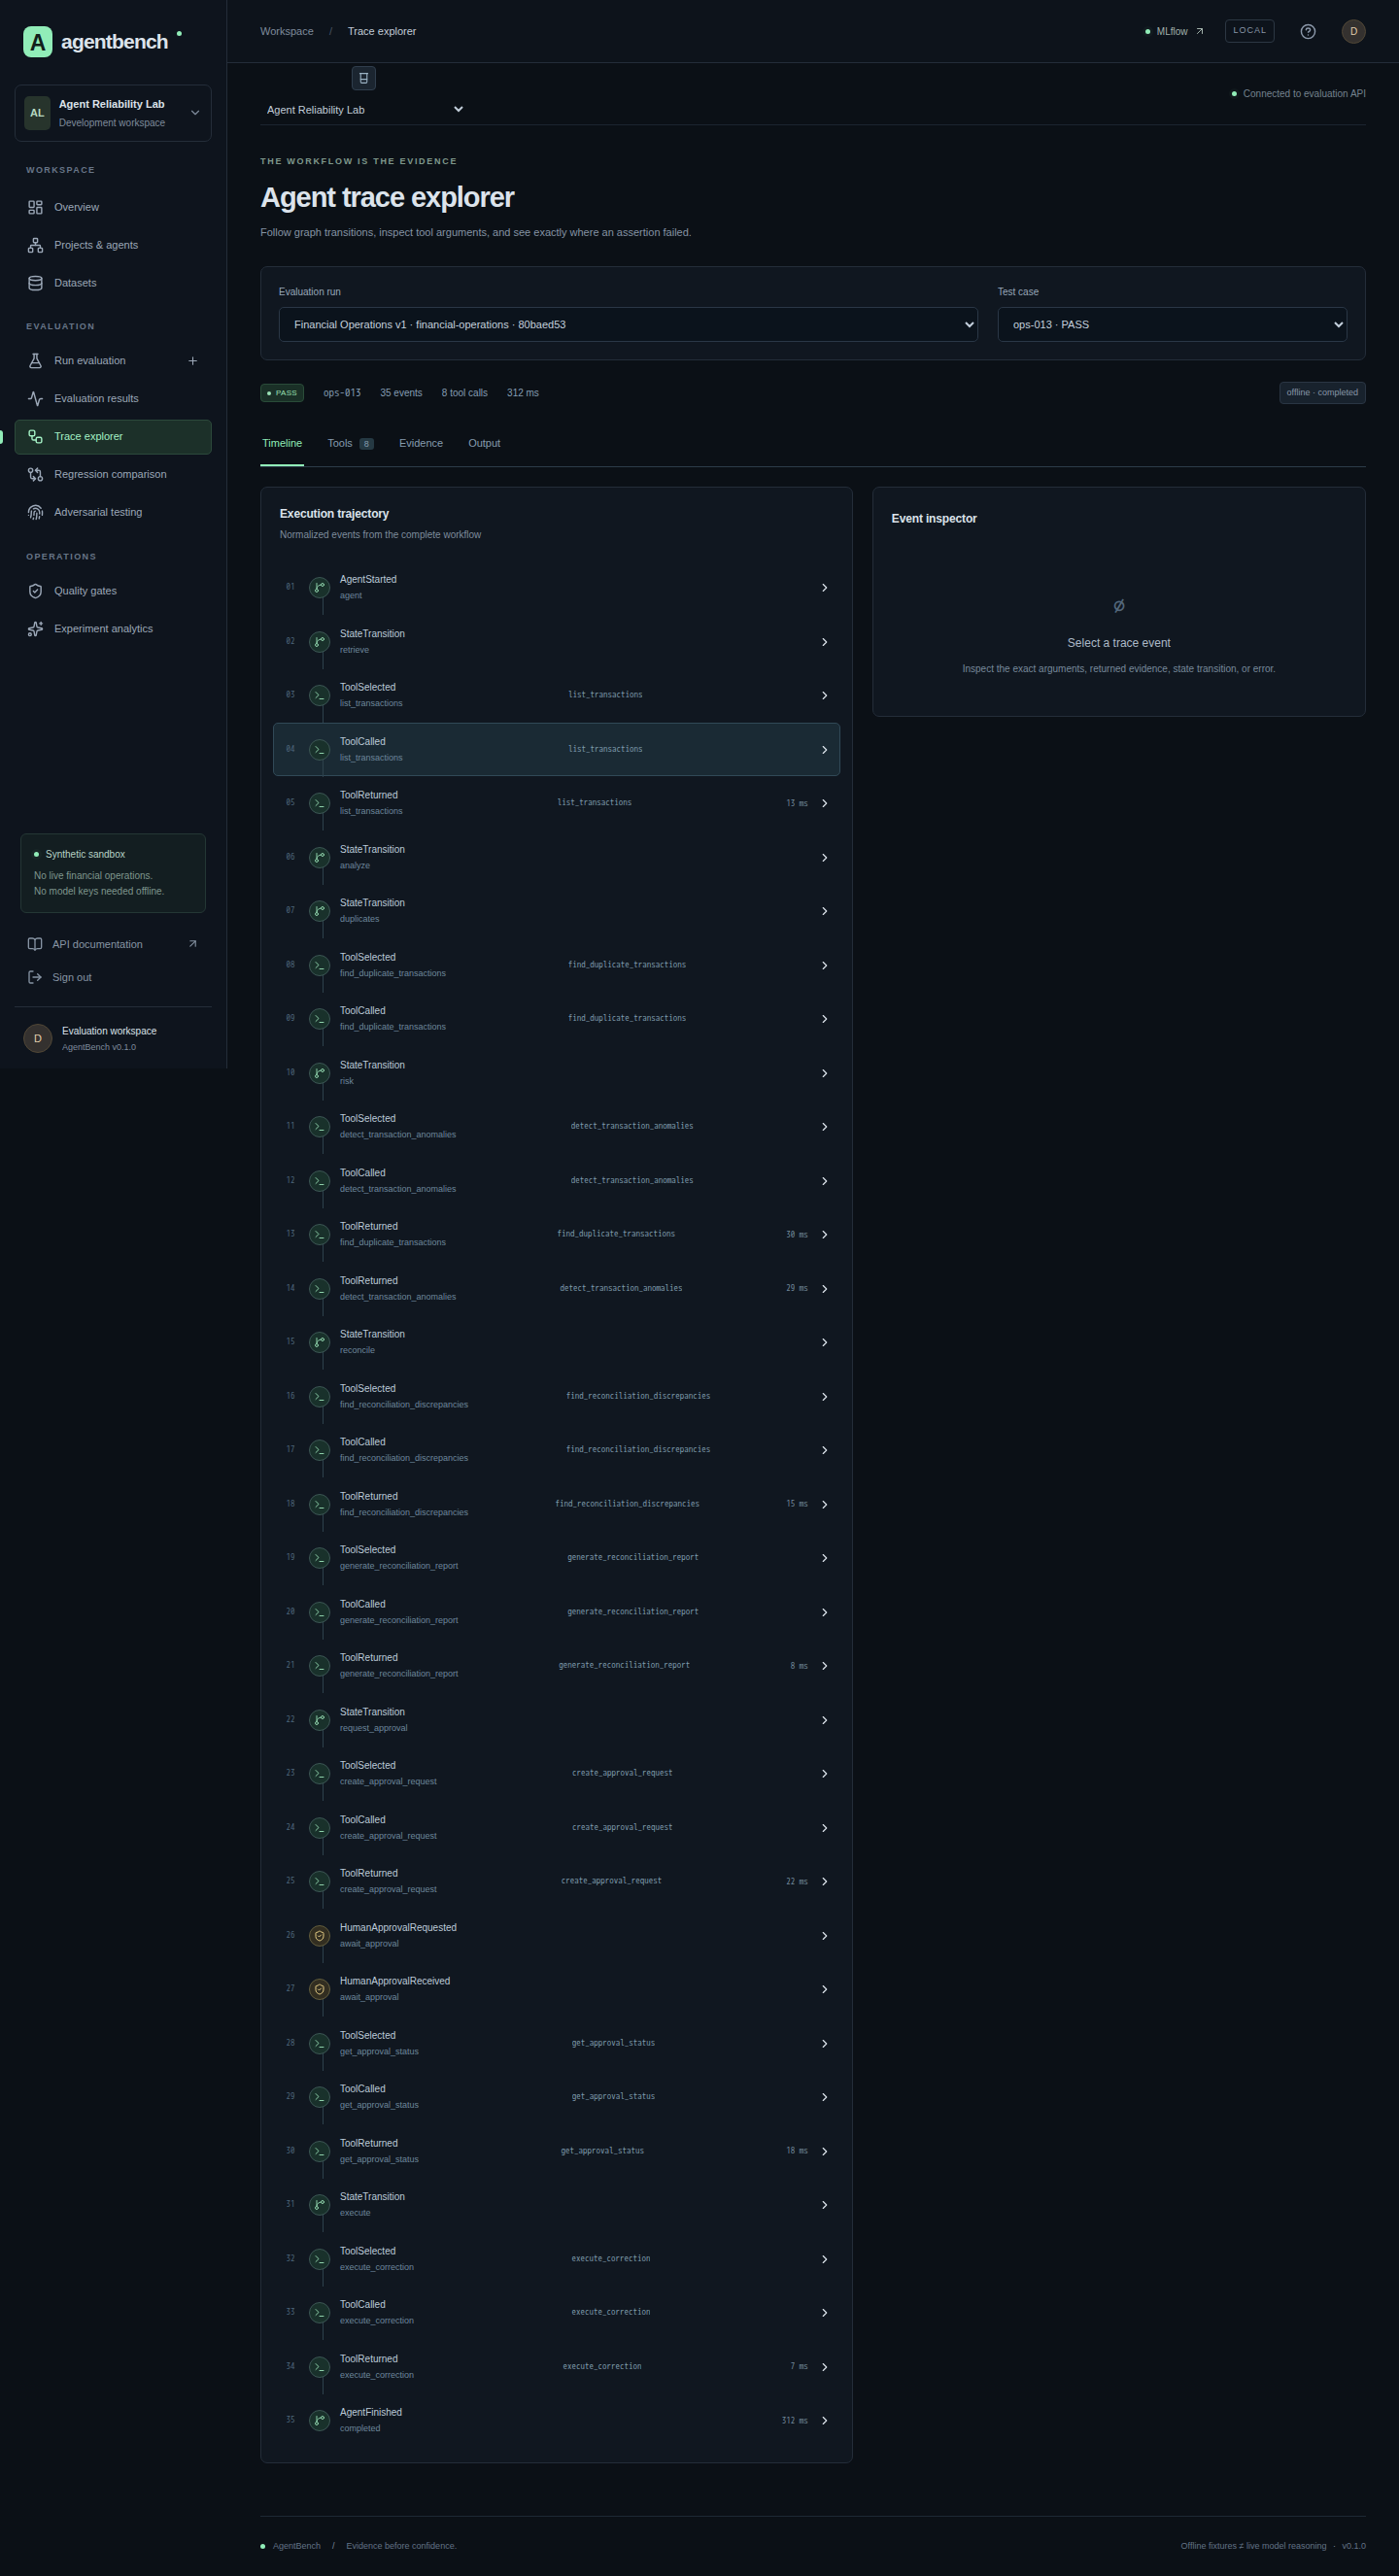 A agentbench
AL
Agent Reliability Lab
Development workspace
WORKSPACE
Overview
Projects & agents
Datasets
EVALUATION
Run evaluation
Evaluation results
Trace explorer
Regression comparison
Adversarial testing
OPERATIONS
Quality gates
Experiment analytics
Synthetic sandbox
No live financial operations.
No model keys needed offline.
API documentation
Sign out
D
Evaluation workspace
AgentBench v0.1.0
Workspace / Trace explorer
MLflow
LOCAL
D
Agent Reliability Lab
Connected to evaluation API
THE WORKFLOW IS THE EVIDENCE
Agent trace explorer
Follow graph transitions, inspect tool arguments, and see exactly where an assertion failed.
Evaluation run
Financial Operations v1 · financial-operations · 80baed53
Test case
ops-013 · PASS
PASS ops-013 35 events 8 tool calls 312 ms
offline · completed
Timeline Tools 8 Evidence Output
Execution trajectory
Normalized events from the complete workflow
01 AgentStarted
agent
02 StateTransition
retrieve
03 ToolSelected list_transactions
list_transactions
04 ToolCalled list_transactions
list_transactions
05 ToolReturned list_transactions 13 ms
list_transactions
06 StateTransition
analyze
07 StateTransition
duplicates
08 ToolSelected find_duplicate_transactions
find_duplicate_transactions
09 ToolCalled find_duplicate_transactions
find_duplicate_transactions
10 StateTransition
risk
11 ToolSelected detect_transaction_anomalies
detect_transaction_anomalies
12 ToolCalled detect_transaction_anomalies
detect_transaction_anomalies
13 ToolReturned find_duplicate_transactions 30 ms
find_duplicate_transactions
14 ToolReturned detect_transaction_anomalies 29 ms
detect_transaction_anomalies
15 StateTransition
reconcile
16 ToolSelected find_reconciliation_discrepancies
find_reconciliation_discrepancies
17 ToolCalled find_reconciliation_discrepancies
find_reconciliation_discrepancies
18 ToolReturned find_reconciliation_discrepancies 15 ms
find_reconciliation_discrepancies
19 ToolSelected generate_reconciliation_report
generate_reconciliation_report
20 ToolCalled generate_reconciliation_report
generate_reconciliation_report
21 ToolReturned generate_reconciliation_report 8 ms
generate_reconciliation_report
22 StateTransition
request_approval
23 ToolSelected create_approval_request
create_approval_request
24 ToolCalled create_approval_request
create_approval_request
25 ToolReturned create_approval_request 22 ms
create_approval_request
26 HumanApprovalRequested
await_approval
27 HumanApprovalReceived
await_approval
28 ToolSelected get_approval_status
get_approval_status
29 ToolCalled get_approval_status
get_approval_status
30 ToolReturned get_approval_status 18 ms
get_approval_status
31 StateTransition
execute
32 ToolSelected execute_correction
execute_correction
33 ToolCalled execute_correction
execute_correction
34 ToolReturned execute_correction 7 ms
execute_correction
35 AgentFinished 312 ms
completed
Event inspector
Select a trace event
Inspect the exact arguments, returned evidence, state transition, or error.
AgentBench / Evidence before confidence.
Offline fixtures ≠ live model reasoning · v0.1.0